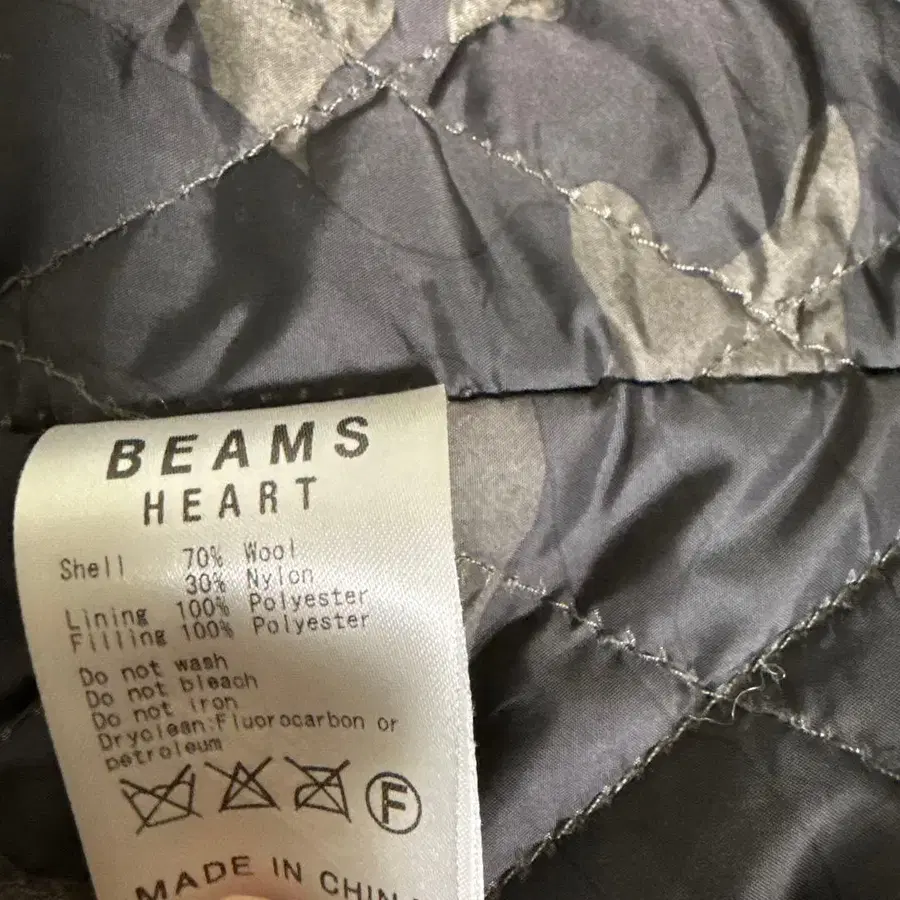 BEAMS
HEART
Shell 70% Wool
30% Nylon
Lining 100% Polyester
Filling 100% Polyester
Do not wash
Do not bleach
Do not iron
Dryclean:Fluorocarbon or
petroleum
F
MADE IN CHINA